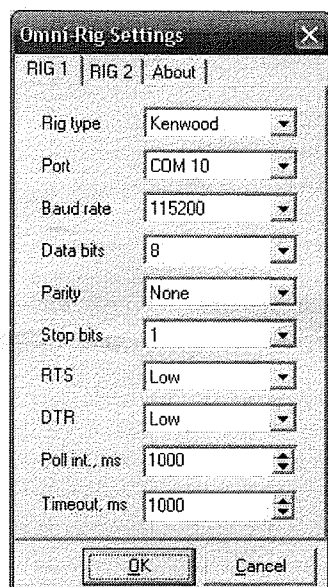 Omni-Rig Settings
RIG 1 RIG 2 About
Rig type Kenwood
Port COM 10
Baud rate 115200
Data bits 8
Parity None
Stop bits 1
RTS Low
DTR Low
Poll int., ms 1000
Timeout, ms 1000
OK Cancel